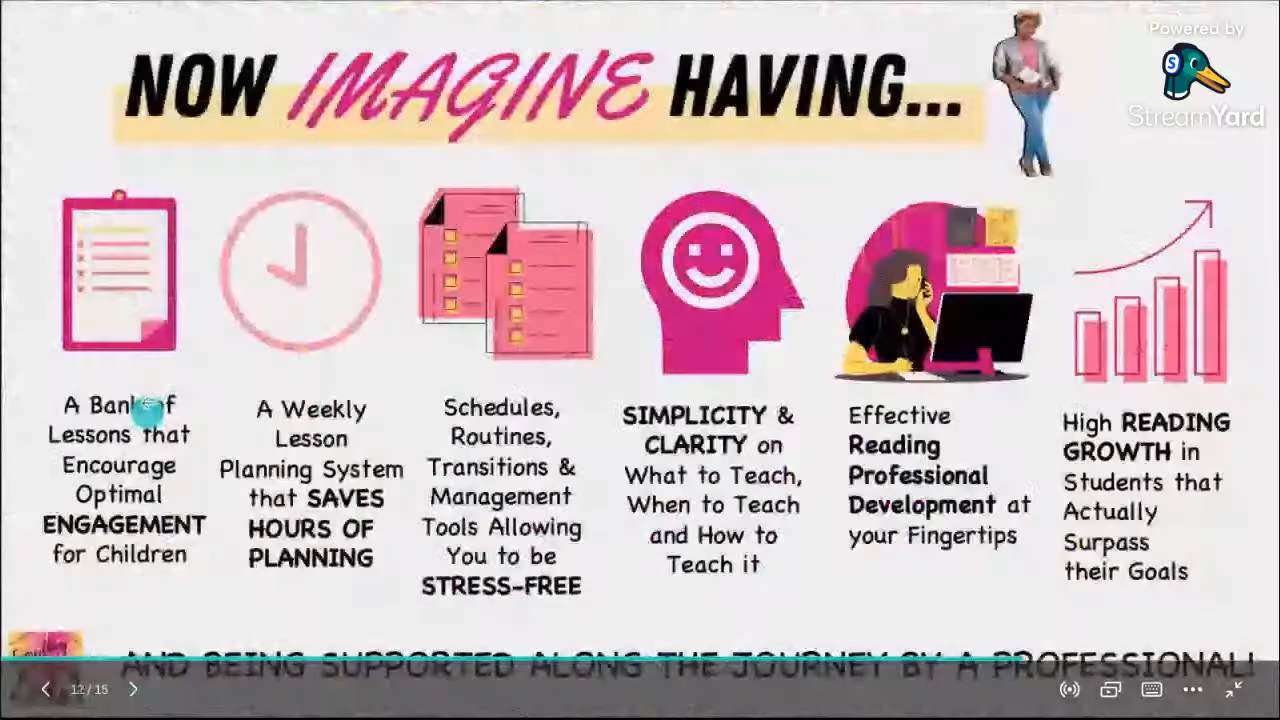 NOW IMAGINE HAVING...
Powered by
S
StreamYard
A Bank of
Lessons that
Encourage
Optimal
ENGAGEMENT
for Children
A Weekly
Lesson
Planning System
that SAVES
HOURS OF
PLANNING
Schedules,
Routines,
Transitions &
Management
Tools Allowing
You to be
STRESS-FREE
SIMPLICITY &
CLARITY on
What to Teach,
When to Teach
and How to
Teach it
Effective
Reading
Professional
Development at
your Fingertips
High READING
GROWTH in
Students that
Actually
Surpass
their Goals
AND BEING SUPPORTED ALONG THE JOURNEY BY A PROFESSIONAL!
12 / 15